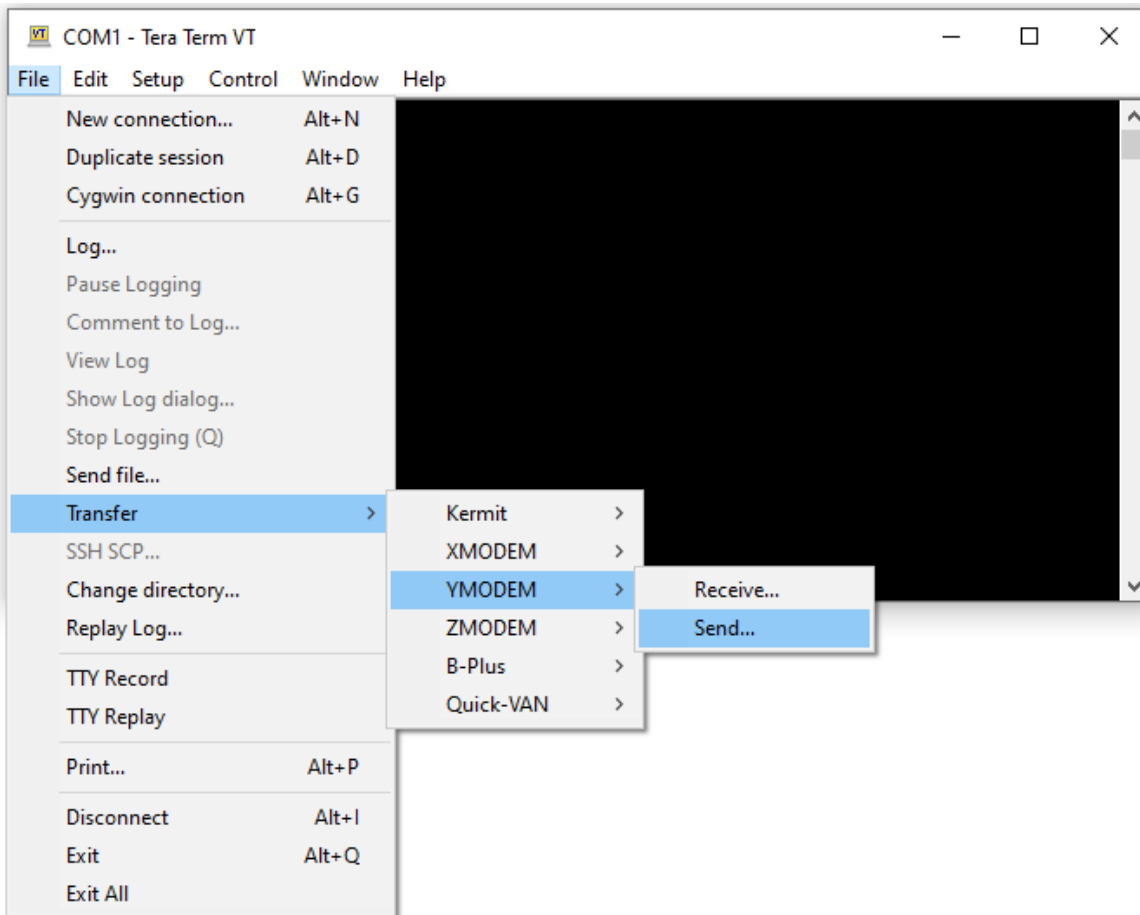 VT COM1 - Tera Term VT
File Edit Setup Control Window Help
New connection... Alt+N
Duplicate session Alt+D
Cygwin connection Alt+G
Log...
Pause Logging
Comment to Log...
View Log
Show Log dialog...
Stop Logging (Q)
Send file...
Transfer
SSH SCP...
Change directory...
Replay Log...
TTY Record
TTY Replay
Print... Alt+P
Disconnect Alt+I
Exit Alt+Q
Exit All
Kermit
XMODEM
YMODEM
ZMODEM
B-Plus
Quick-VAN
Receive...
Send...